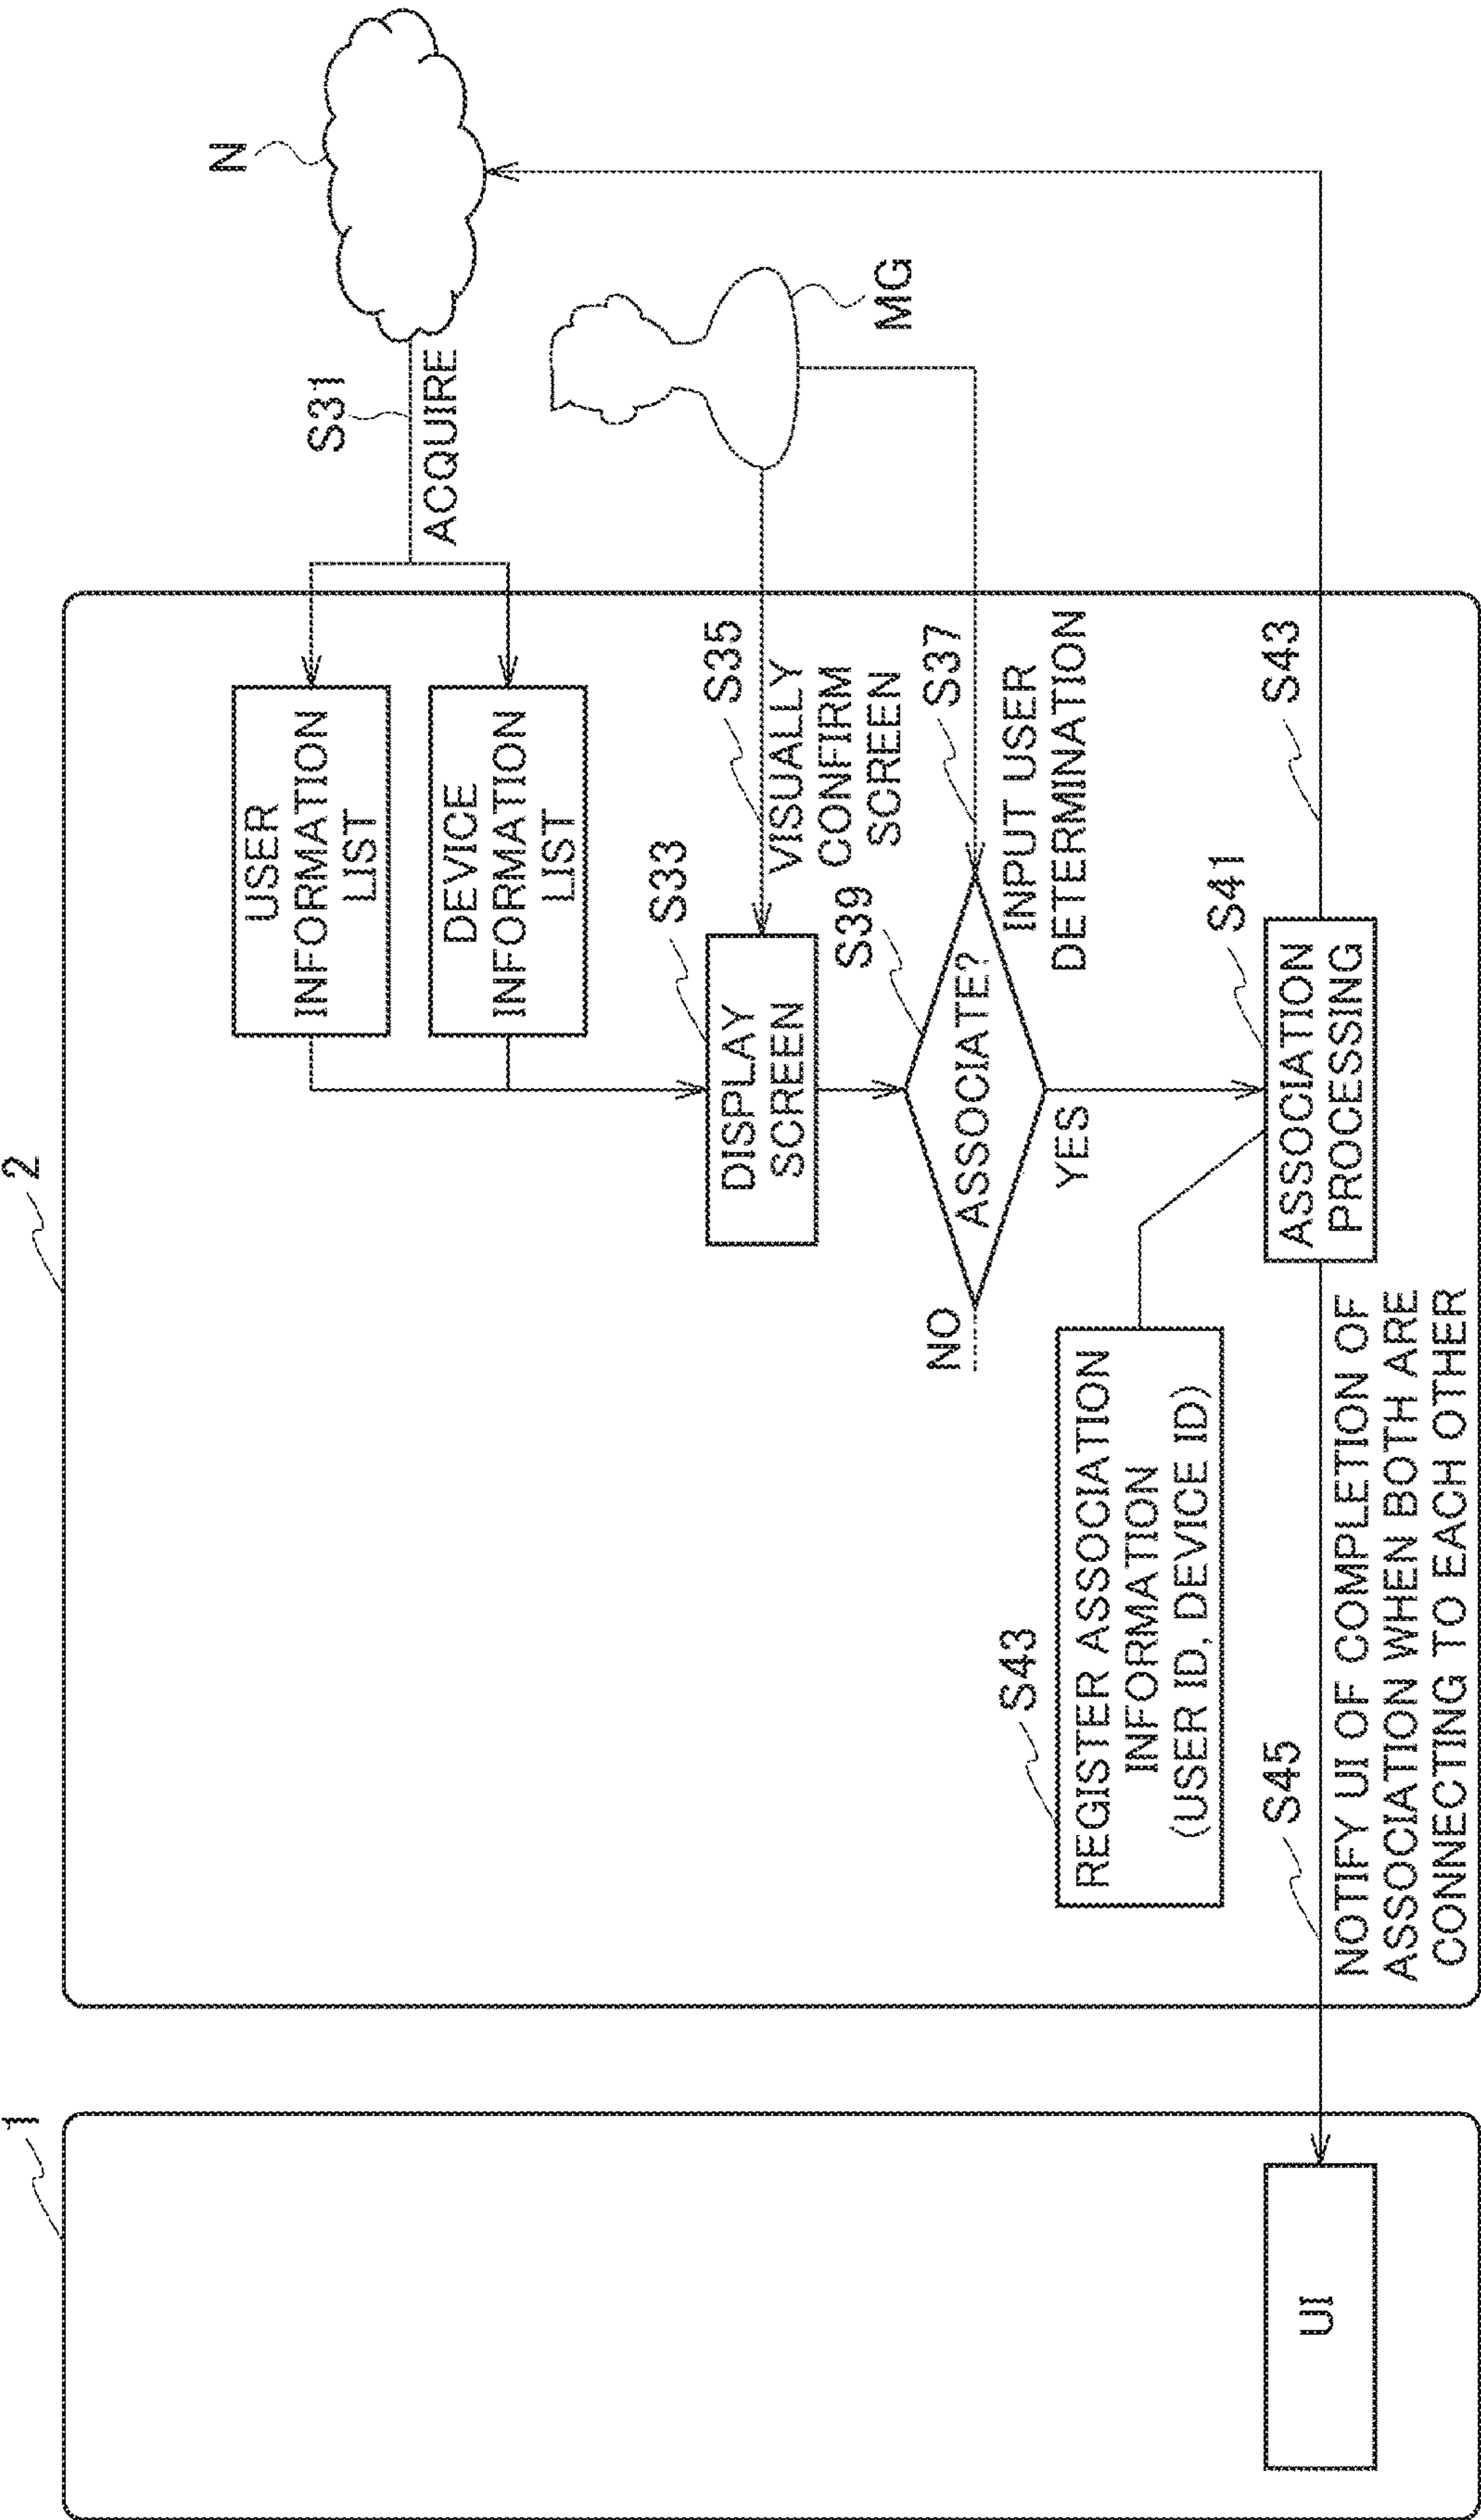 1
2
N
S31
ACQUIRE
USER
INFORMATION
LIST
DEVICE
INFORMATION
LIST
MG
S33
DISPLAY
SCREEN
S35
VISUALLY
CONFIRM
SCREEN
S39
ASSOCIATE?
S37
INPUT USER
DETERMINATION
NO
YES
S43
REGISTER ASSOCIATION
INFORMATION
(USER ID, DEVICE ID)
S41
ASSOCIATION
PROCESSING
S43
S45
NOTIFY UI OF COMPLETION OF
ASSOCIATION WHEN BOTH ARE
CONNECTING TO EACH OTHER
UI